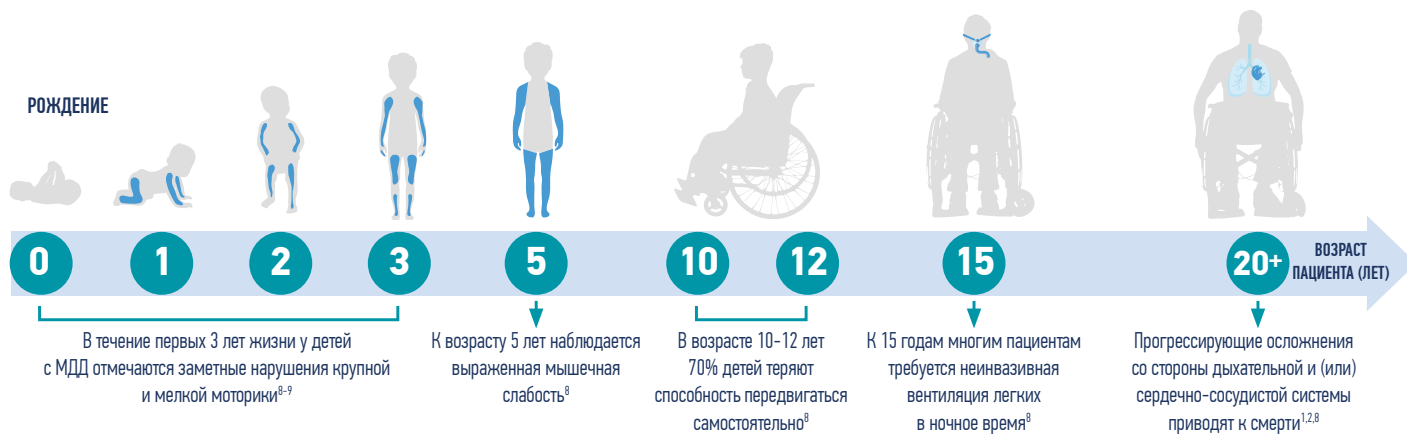 РОЖДЕНИЕ
0
1
2
3
5
10
12
15
20+
ВОЗРАСТ
ПАЦИЕНТА (ЛЕТ)
В течение первых 3 лет жизни у детей
с МДД отмечаются заметные нарушения крупной
и мелкой моторики⁸⁻⁹
К возрасту 5 лет наблюдается
выраженная мышечная
слабость⁸
В возрасте 10-12 лет
70% детей теряют
способность передвигаться
самостоятельно⁸
К 15 годам многим пациентам
требуется неинвазивная
вентиляция легких
в ночное время⁸
Прогрессирующие осложнения
со стороны дыхательной и (или)
сердечно-сосудистой системы
приводят к смерти¹,²,⁸